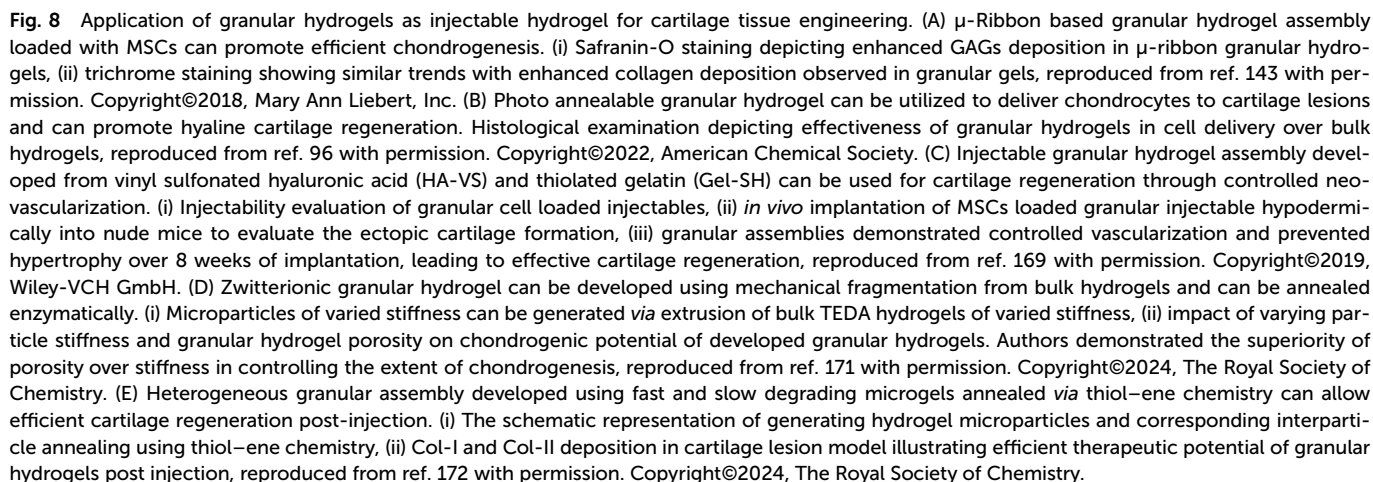 Fig. 8 Application of granular hydrogels as injectable hydrogel for cartilage tissue engineering. (A) μ-Ribbon based granular hydrogel assembly
loaded with MSCs can promote efficient chondrogenesis. (i) Safranin-O staining depicting enhanced GAGs deposition in μ-ribbon granular hydro-
gels, (ii) trichrome staining showing similar trends with enhanced collagen deposition observed in granular gels, reproduced from ref. 143 with per-
mission. Copyright©2018, Mary Ann Liebert, Inc. (B) Photo annealable granular hydrogel can be utilized to deliver chondrocytes to cartilage lesions
and can promote hyaline cartilage regeneration. Histological examination depicting effectiveness of granular hydrogels in cell delivery over bulk
hydrogels, reproduced from ref. 96 with permission. Copyright©2022, American Chemical Society. (C) Injectable granular hydrogel assembly devel-
oped from vinyl sulfonated hyaluronic acid (HA-VS) and thiolated gelatin (Gel-SH) can be used for cartilage regeneration through controlled neo-
vascularization. (i) Injectability evaluation of granular cell loaded injectables, (ii) in vivo implantation of MSCs loaded granular injectable hypodermi-
cally into nude mice to evaluate the ectopic cartilage formation, (iii) granular assemblies demonstrated controlled vascularization and prevented
hypertrophy over 8 weeks of implantation, leading to effective cartilage regeneration, reproduced from ref. 169 with permission. Copyright©2019,
Wiley-VCH GmbH. (D) Zwitterionic granular hydrogel can be developed using mechanical fragmentation from bulk hydrogels and can be annealed
enzymatically. (i) Microparticles of varied stiffness can be generated via extrusion of bulk TEDA hydrogels of varied stiffness, (ii) impact of varying par-
ticle stiffness and granular hydrogel porosity on chondrogenic potential of developed granular hydrogels. Authors demonstrated the superiority of
porosity over stiffness in controlling the extent of chondrogenesis, reproduced from ref. 171 with permission. Copyright©2024, The Royal Society of
Chemistry. (E) Heterogeneous granular assembly developed using fast and slow degrading microgels annealed via thiol–ene chemistry can allow
efficient cartilage regeneration post-injection. (i) The schematic representation of generating hydrogel microparticles and corresponding interparti-
cle annealing using thiol–ene chemistry, (ii) Col-I and Col-II deposition in cartilage lesion model illustrating efficient therapeutic potential of granular
hydrogels post injection, reproduced from ref. 172 with permission. Copyright©2024, The Royal Society of Chemistry.